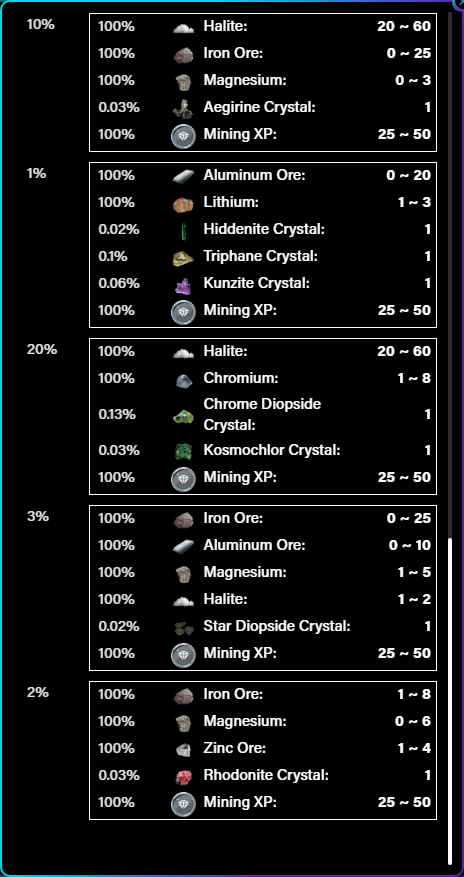 10%
100% Halite: 20 ~ 60
100% Iron Ore: 0 ~ 25
100% Magnesium: 0 ~ 3
0.03% Aegirine Crystal: 1
100% Mining XP: 25 ~ 50
1%
100% Aluminum Ore: 0 ~ 20
100% Lithium: 1 ~ 3
0.02% Hiddenite Crystal: 1
0.1% Triphane Crystal: 1
0.06% Kunzite Crystal: 1
100% Mining XP: 25 ~ 50
20%
100% Halite: 20 ~ 60
100% Chromium: 1 ~ 8
0.13% Chrome Diopside
Crystal: 1
0.03% Kosmochlor Crystal: 1
100% Mining XP: 25 ~ 50
3%
100% Iron Ore: 0 ~ 25
100% Aluminum Ore: 0 ~ 10
100% Magnesium: 1 ~ 5
100% Halite: 1 ~ 2
0.02% Star Diopside Crystal: 1
100% Mining XP: 25 ~ 50
2%
100% Iron Ore: 1 ~ 8
100% Magnesium: 0 ~ 6
100% Zinc Ore: 1 ~ 4
0.03% Rhodonite Crystal: 1
100% Mining XP: 25 ~ 50